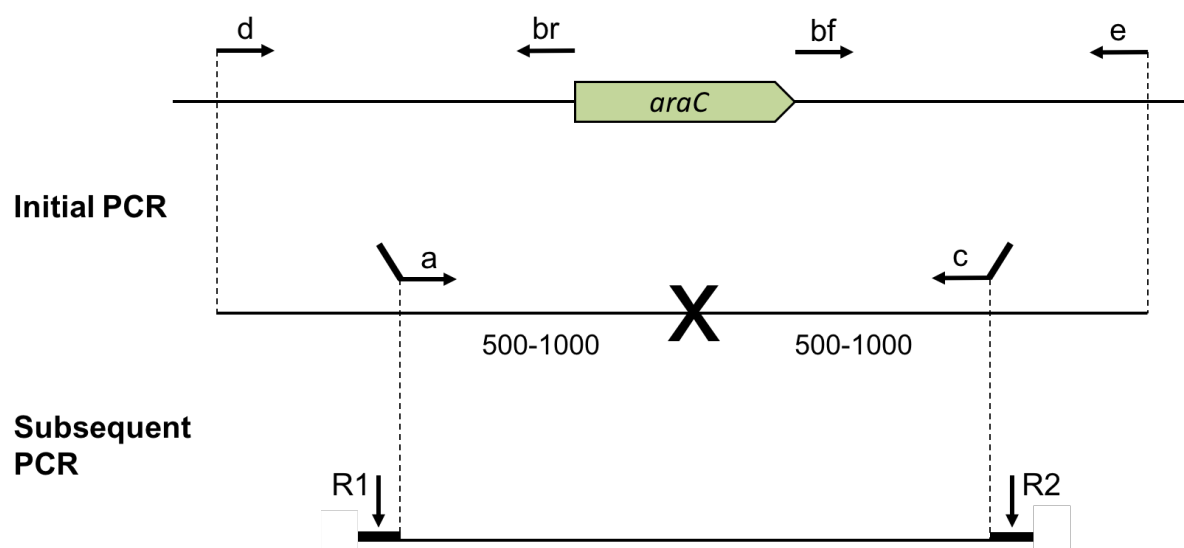 d
br
bf
e
araC
Initial PCR
a
c
X
500-1000
500-1000
Subsequent
PCR
R1
R2